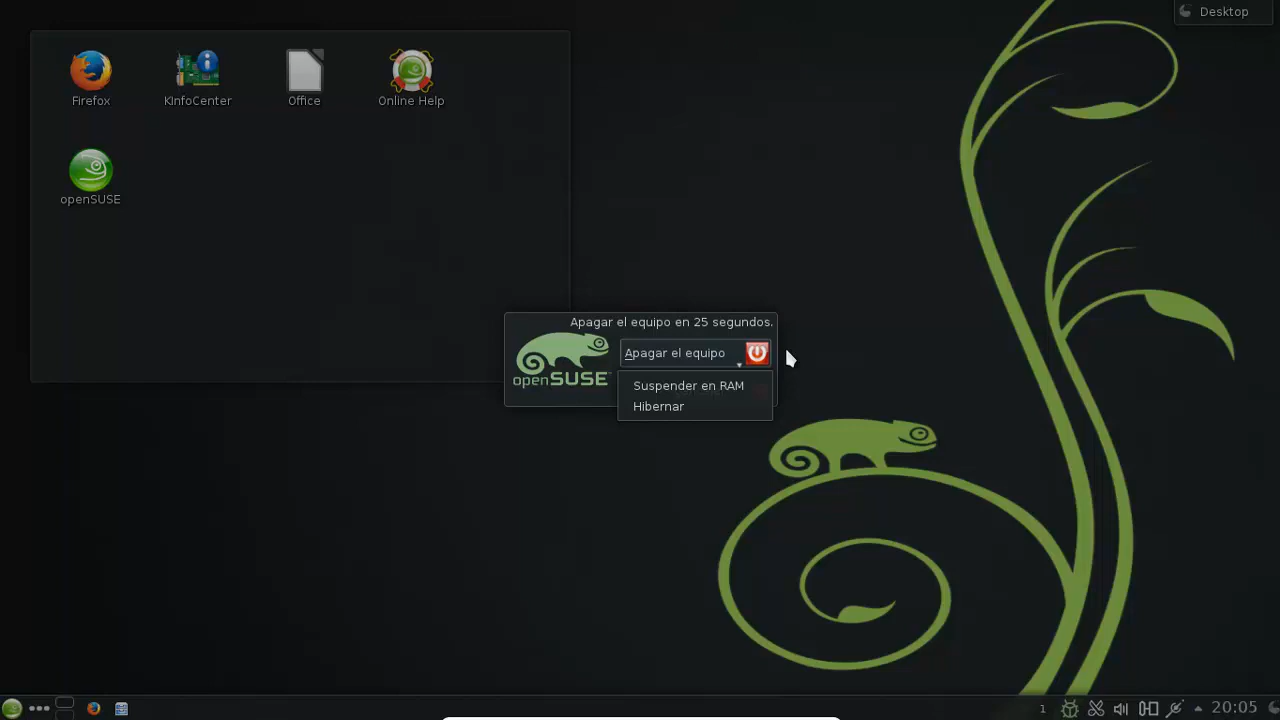 Desktop
Firefox
KInfoCenter
Office
Online Help
openSUSE
Apagar el equipo en 25 segundos.
openSUSE
Apagar el equipo
Suspender en RAM
Hibernar
1
20:05